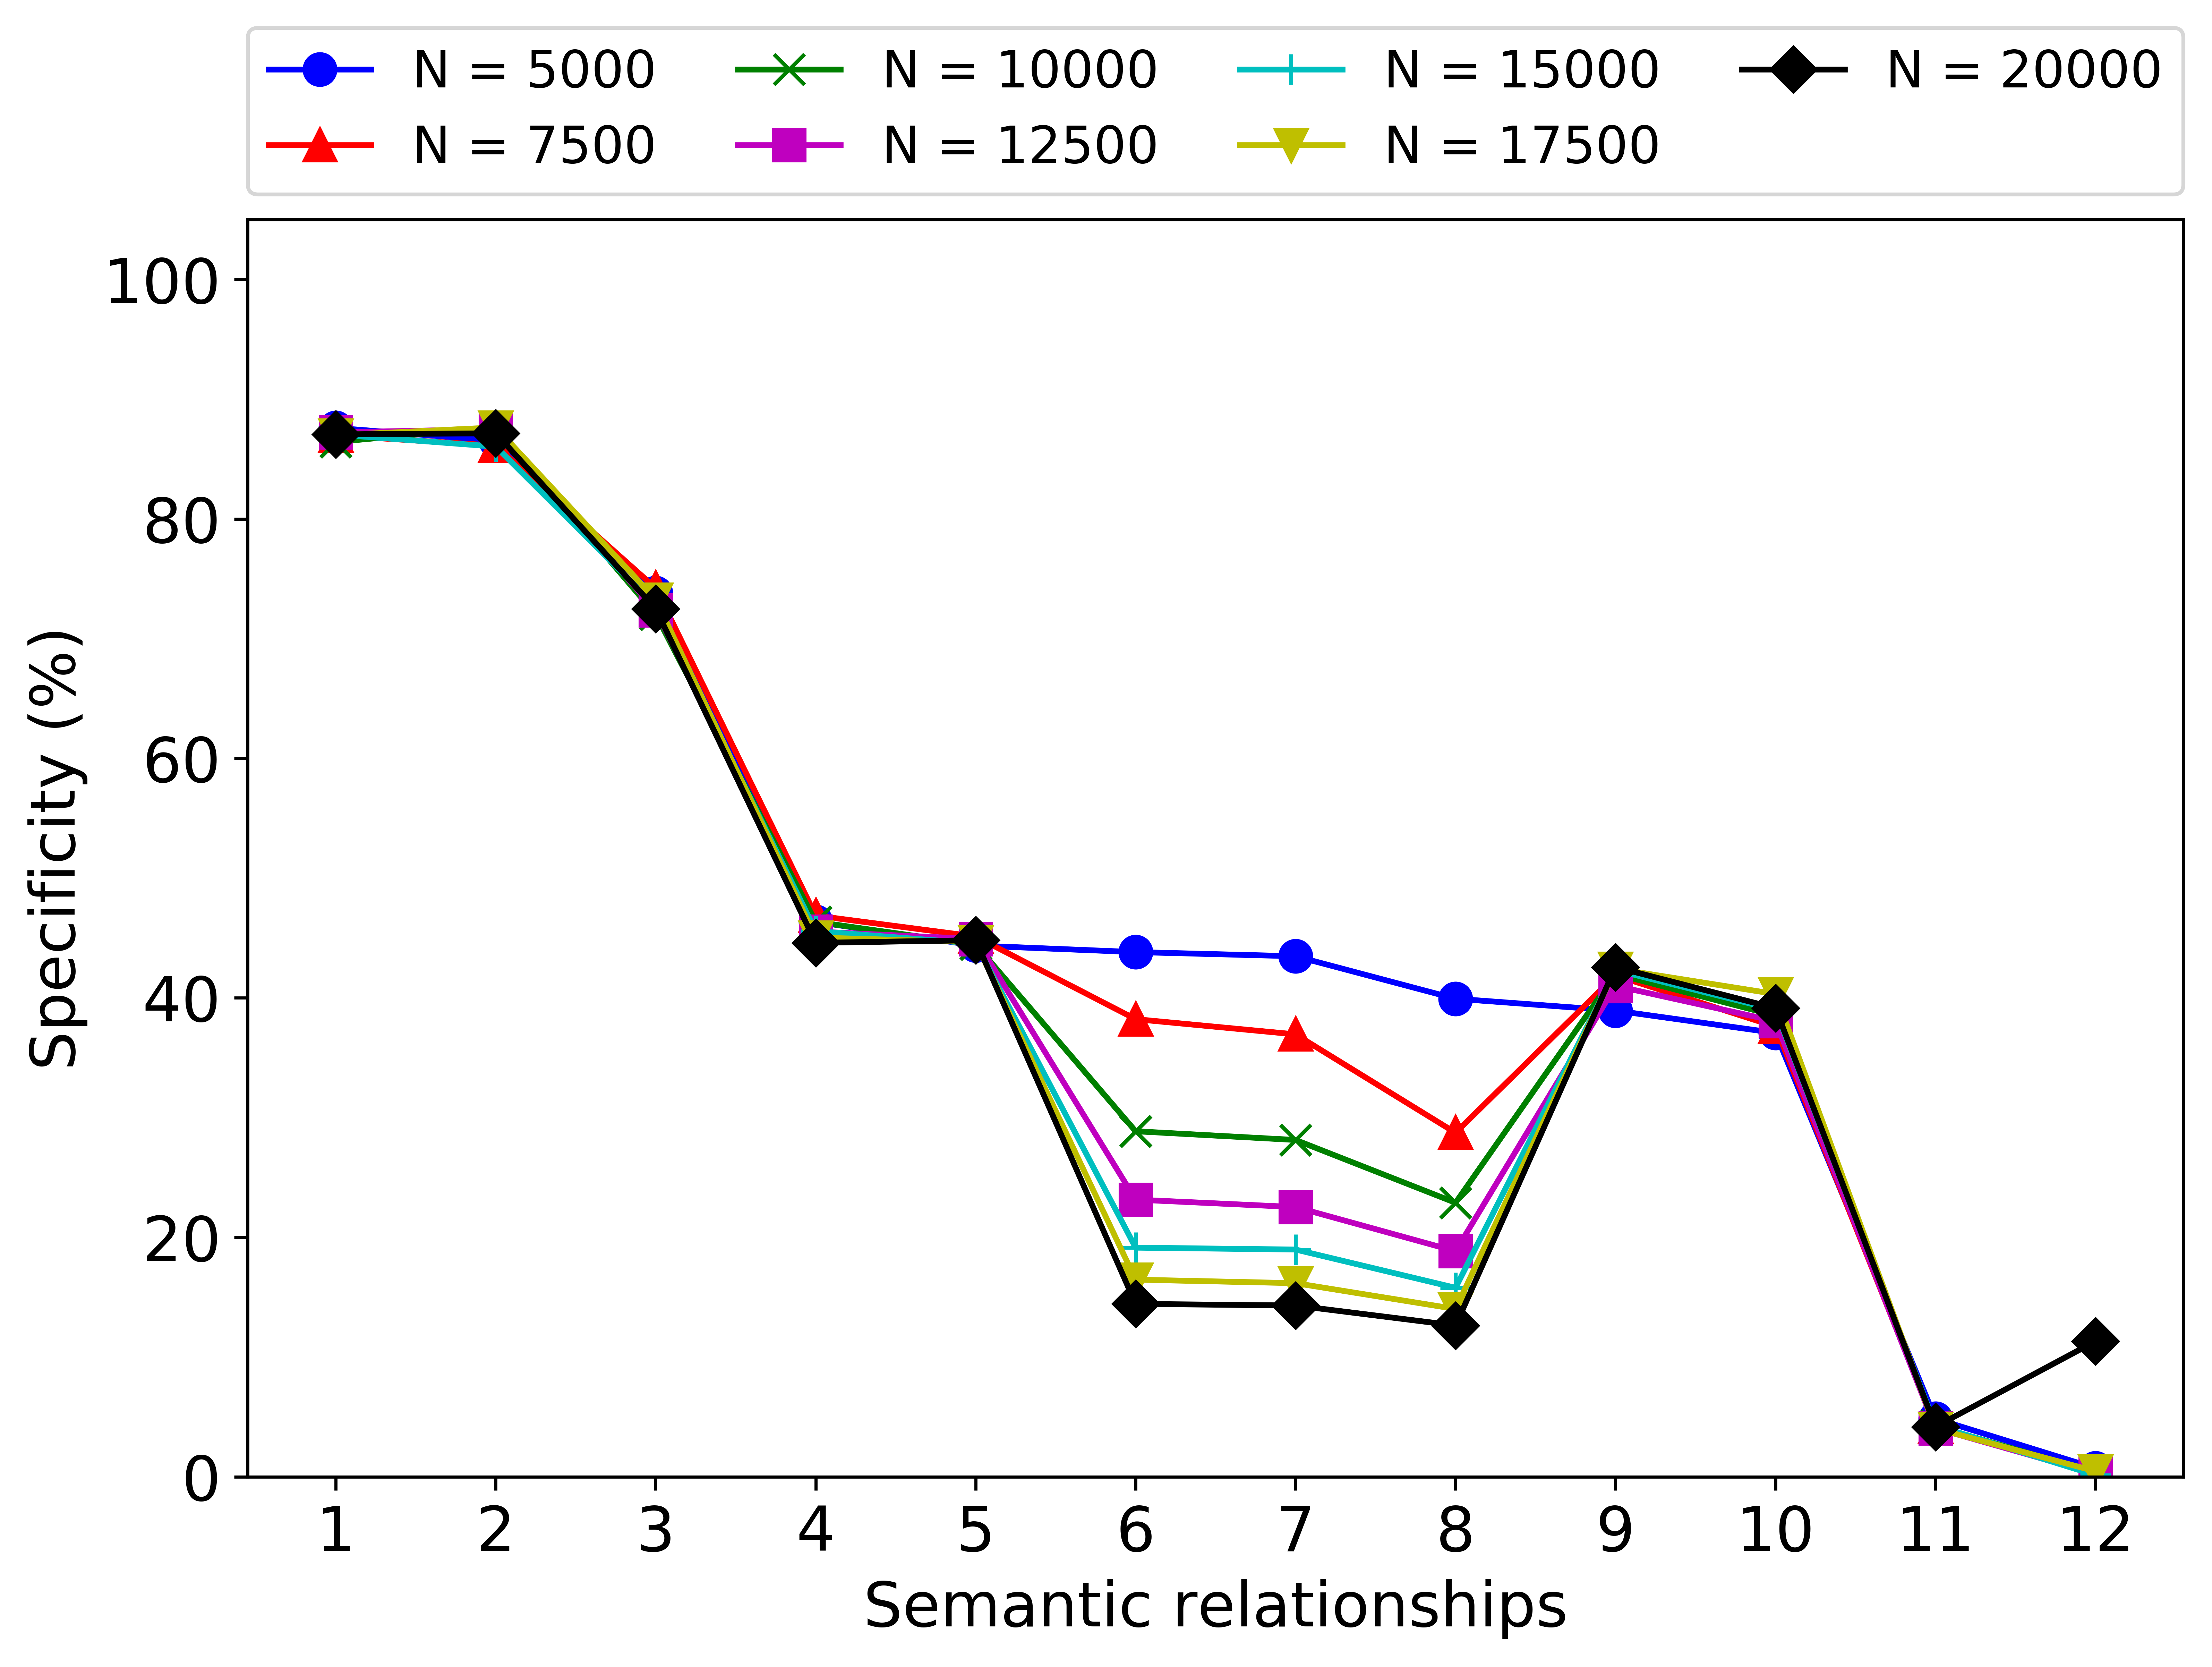 N = 5000 N = 10000 N = 15000 N = 20000
N = 7500 N = 12500 N = 17500
100
80
60
40
20
0
Specificity (%)
1 2 3 4 5 6 7 8 9 10 11 12
Semantic relationships